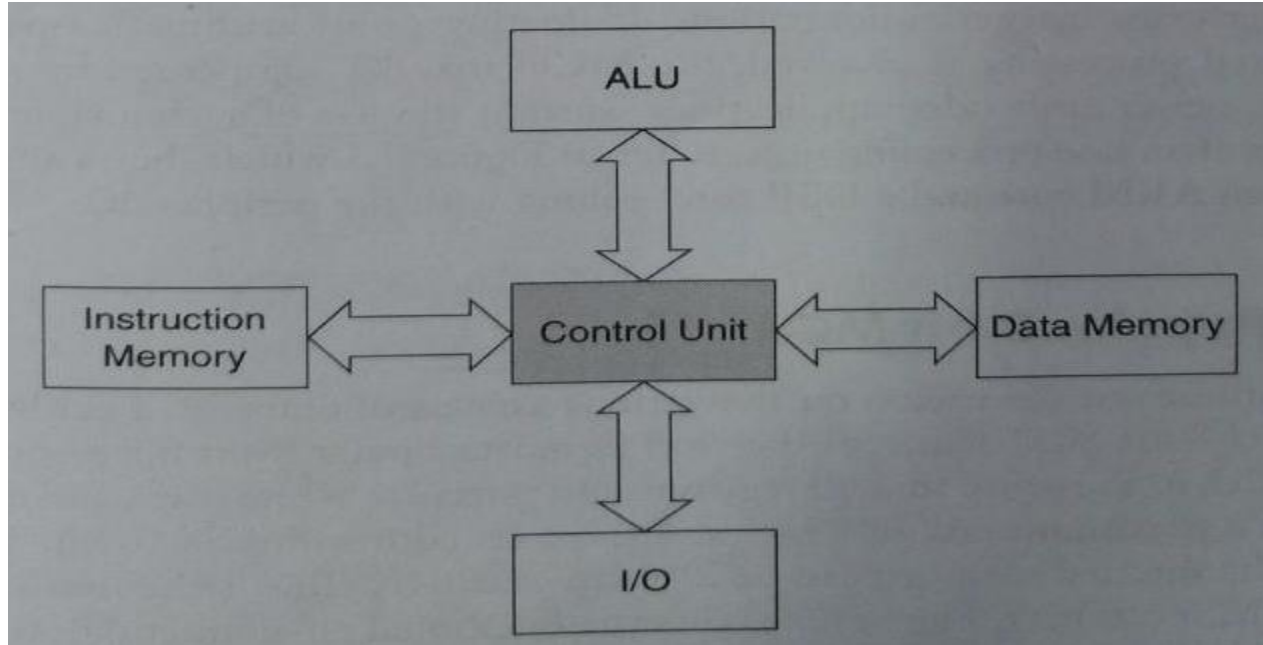 ALU
Instruction
Memory
Control Unit
Data Memory
I/O